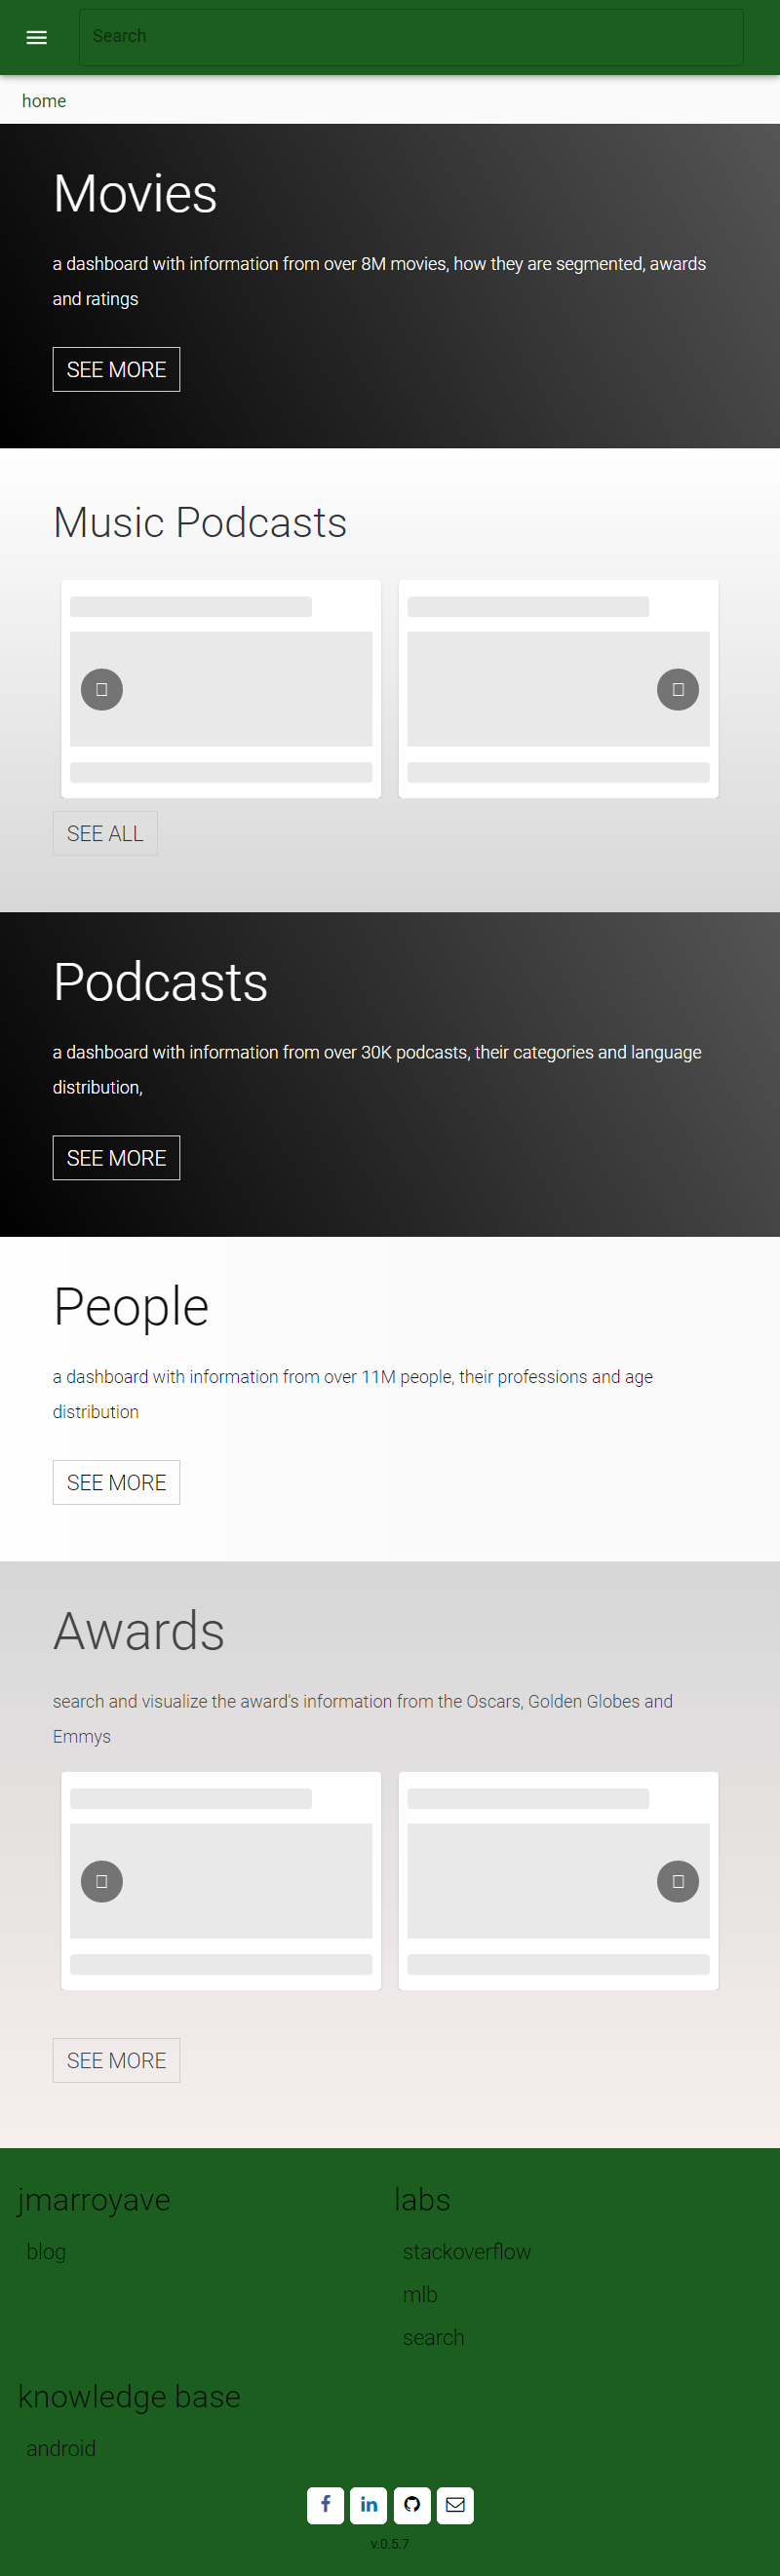 Search
home
Movies
a dashboard with information from over 8M movies, how they are segmented, awards
and ratings
SEE MORE
Music Podcasts
SEE ALL
Podcasts
a dashboard with information from over 30K podcasts, their categories and language
distribution,
SEE MORE
People
a dashboard with information from over 11M people, their professions and age
distribution
SEE MORE
Awards
search and visualize the award's information from the Oscars, Golden Globes and
Emmys
SEE MORE
jmarroyave
blog
labs
stackoverflow
mlb
search
knowledge base
android
v.0.5.7